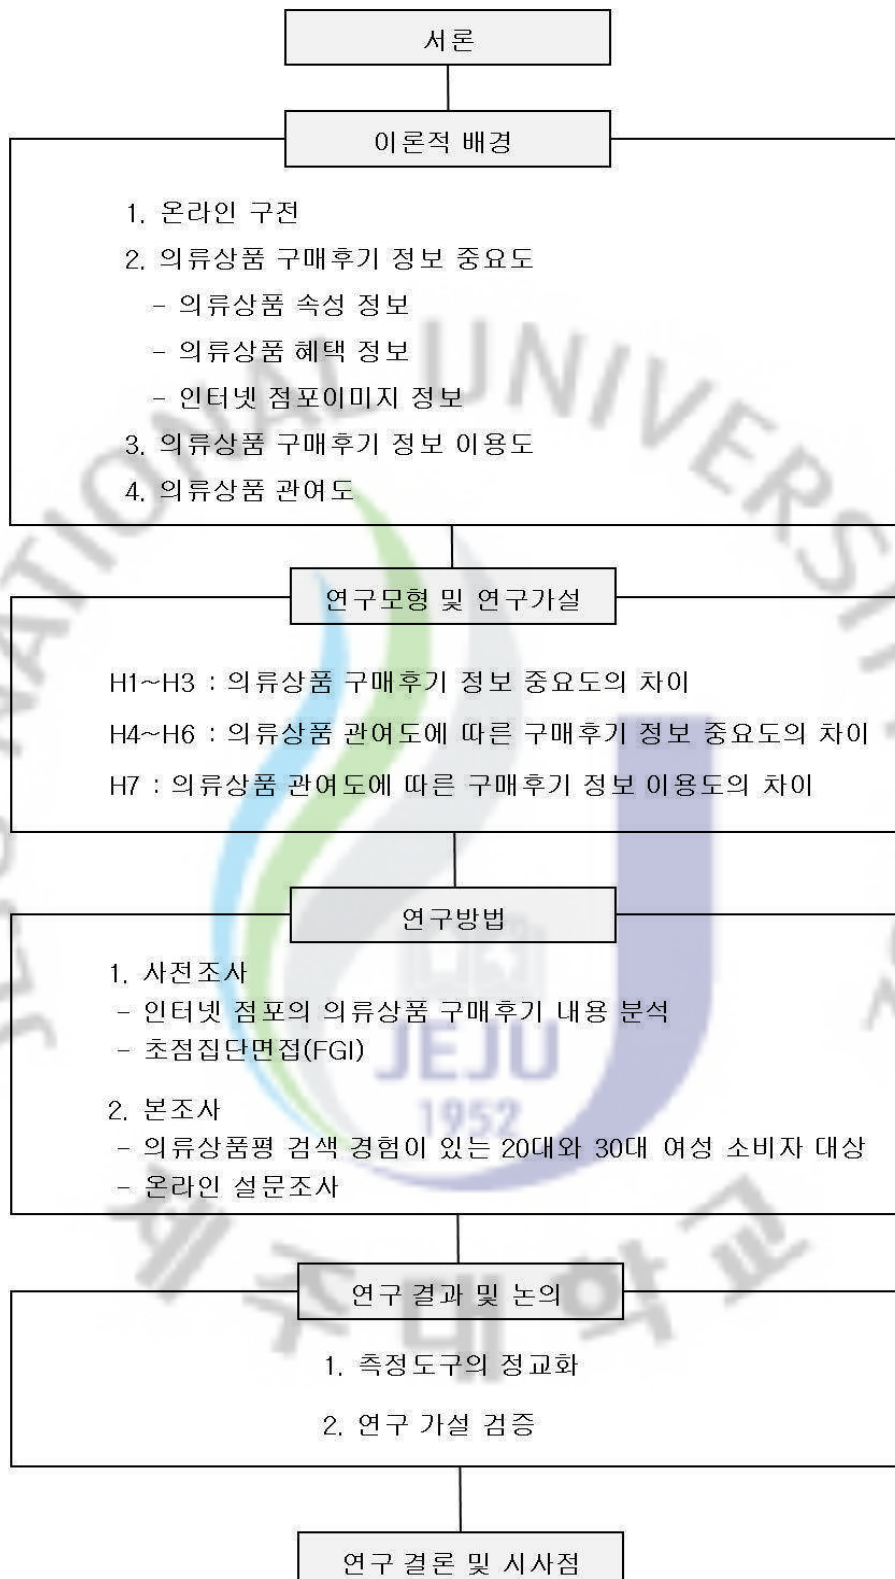 서론
이론적 배경
1. 온라인 구전
2. 의류상품 구매후기 정보 중요도
- 의류상품 속성 정보
- 의류상품 혜택 정보
- 인터넷 점포이미지 정보
3. 의류상품 구매후기 정보 이용도
4. 의류상품 관여도
연구모형 및 연구가설
H1~H3 : 의류상품 구매후기 정보 중요도의 차이
H4~H6 : 의류상품 관여도에 따른 구매후기 정보 중요도의 차이
H7 : 의류상품 관여도에 따른 구매후기 정보 이용도의 차이
연구방법
1. 사전조사
- 인터넷 점포의 의류상품 구매후기 내용 분석
- 초점집단면접(FGI)
2. 본조사
- 의류상품평 검색 경험이 있는 20대와 30대 여성 소비자 대상
- 온라인 설문조사
연구 결과 및 논의
1. 측정도구의 정교화
2. 연구 가설 검증
연구 결론 및 시사점
JEJU NATIONAL UNIVERSITY
JEJU
1952
제주대학교